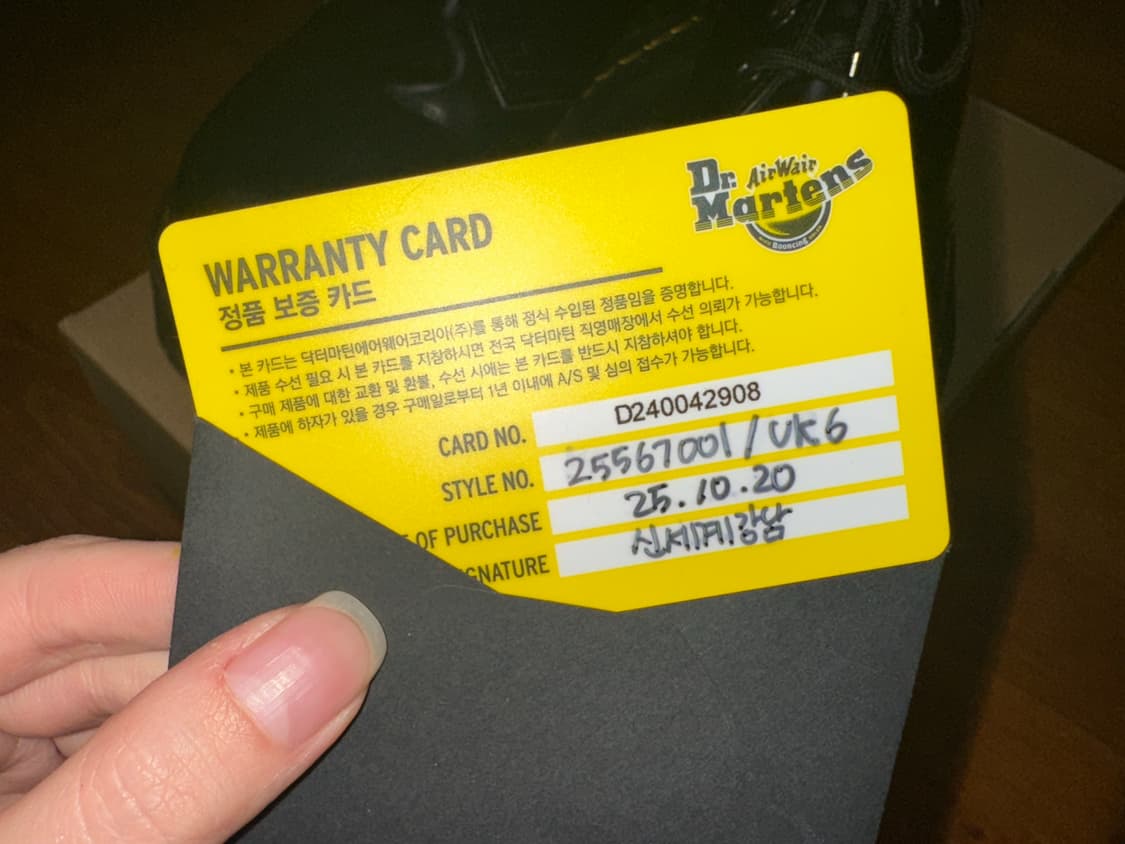 Dr. Martens
AirWair
WITH Bouncing SOLES
WARRANTY CARD
정품 보증 카드
• 본 카드는 닥터마틴에어웨어코리아(주)를 통해 정식 수입된 정품임을 증명합니다.
• 제품 수선 필요 시 본 카드를 지참하시면 전국 닥터마틴 직영매장에서 수선 의뢰가 가능합니다.
• 구매 제품에 대한 교환 및 환불, 수선 시에는 본 카드를 반드시 지참하셔야 합니다.
• 제품에 하자가 있을 경우 구매일로부터 1년 이내에 A/S 및 심의 접수가 가능합니다.
CARD NO. D240042908
STYLE NO. 25567001/UK6
OF PURCHASE 25.10.20
GNATURE 신세계강남